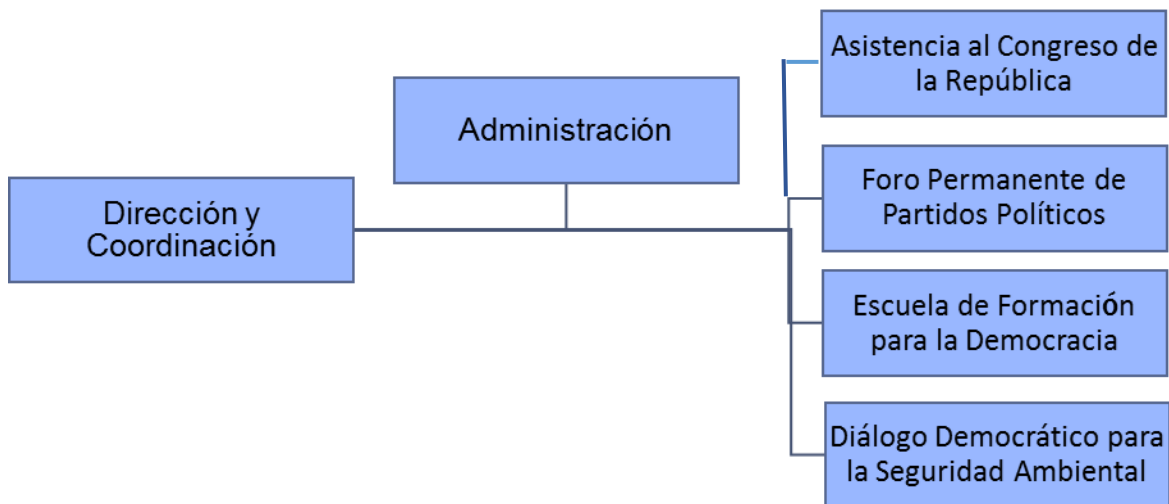 Dirección y
Coordinación
Administración
Asistencia al Congreso de
la República
Foro Permanente de
Partidos Políticos
Escuela de Formación
para la Democracia
Diálogo Democrático para
la Seguridad Ambiental